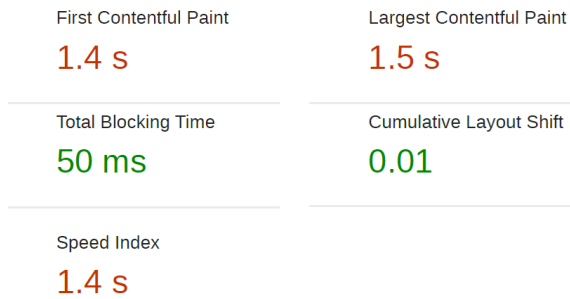 First Contentful Paint
1.4 s
Largest Contentful Paint
1.5 s
Total Blocking Time
50 ms
Cumulative Layout Shift
0.01
Speed Index
1.4 s